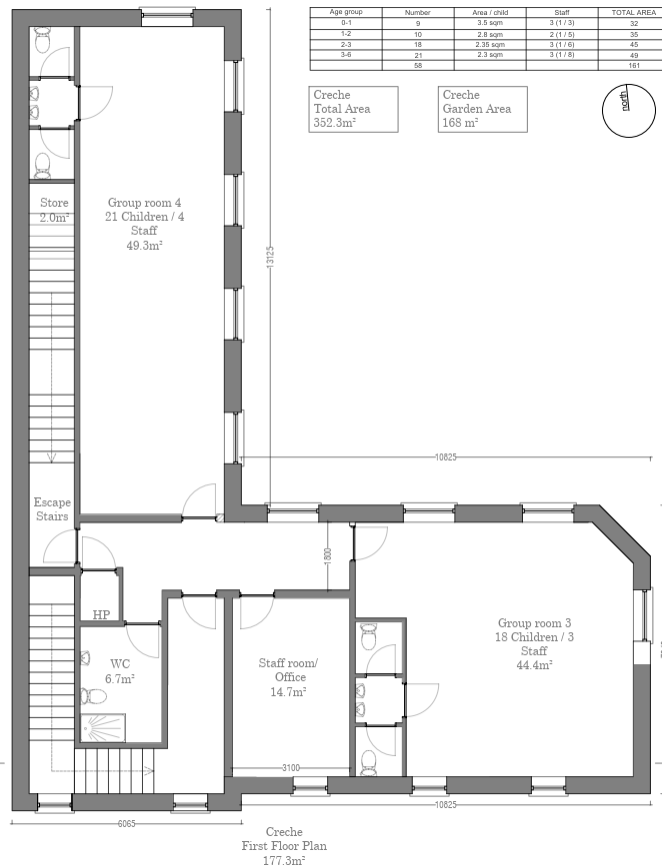 Age group Number Area / child Staff TOTAL AREA
0-1 9 3.5 sqm 3 (1 / 3) 32
1-2 10 2.8 sqm 2 (1 / 5) 35
2-3 18 2.35 sqm 3 (1 / 6) 45
3-6 21 2.3 sqm 3 (1 / 8) 49
58 161
Creche
Total Area
352.3m²
Creche
Garden Area
168 m²
north
Store
2.0m²
Group room 4
21 Children / 4
Staff
49.3m²
13125
10825
Escape
Stairs
1800
HP
WC
6.7m²
Staff room/
Office
14.7m²
Group room 3
18 Children / 3
Staff
44.4m²
3100
10825
6065
Creche
First Floor Plan
177.3m²